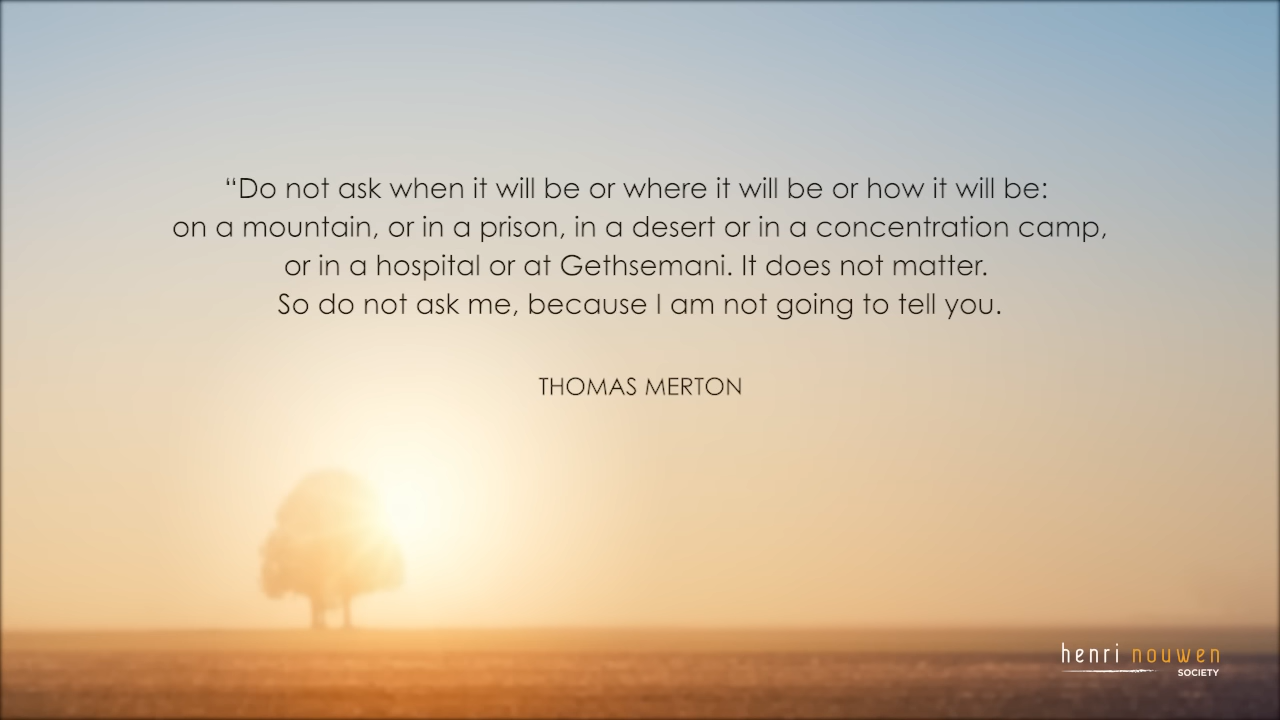 “Do not ask when it will be or where it will be or how it will be:
on a mountain, or in a prison, in a desert or in a concentration camp,
or in a hospital or at Gethsemani. It does not matter.
So do not ask me, because I am not going to tell you.
THOMAS MERTON
henri nouwen
SOCIETY